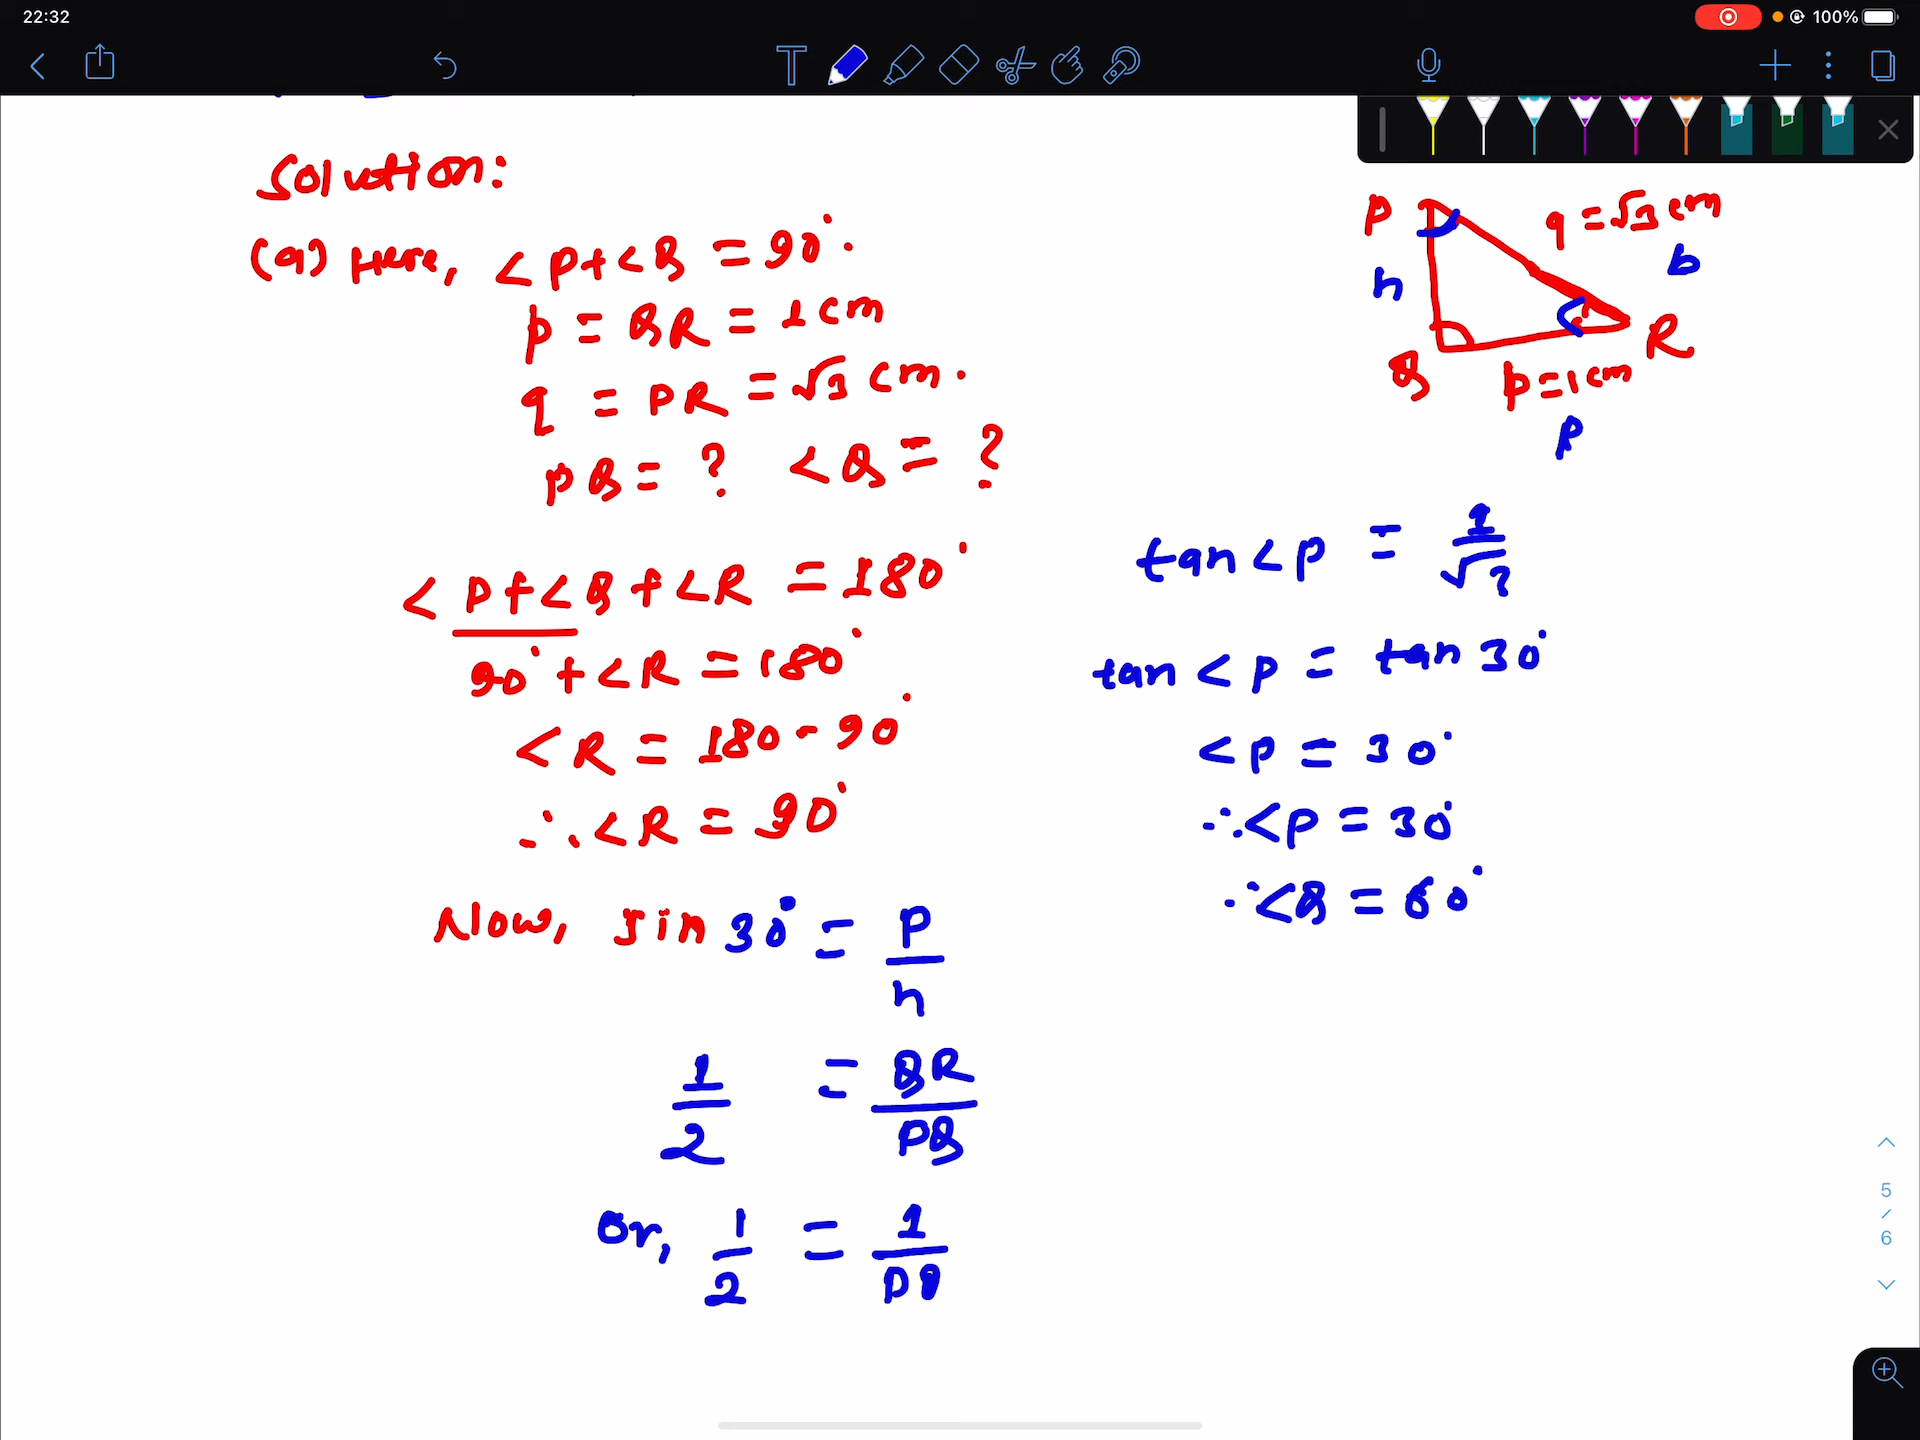 22:32
100%
Solution:
(a) Here, <P+<Q = 90°.
p = QR = 1cm
q = PR = √3 cm.
PQ = ? <Q = ?
<P+<Q+<R = 180°
90°+<R = 180°
<R = 180-90°
∴<R = 90°
Now, sin 30° = p/h
1/2 = QR/PQ
Or, 1/2 = 1/PQ
P
q = √3 cm
b
h
R
Q
p=1cm
p
tan<P = 1/√3
tan<P = tan 30°
<P = 30°
∴<P = 30°
∴<Q = 60°
5
/
6